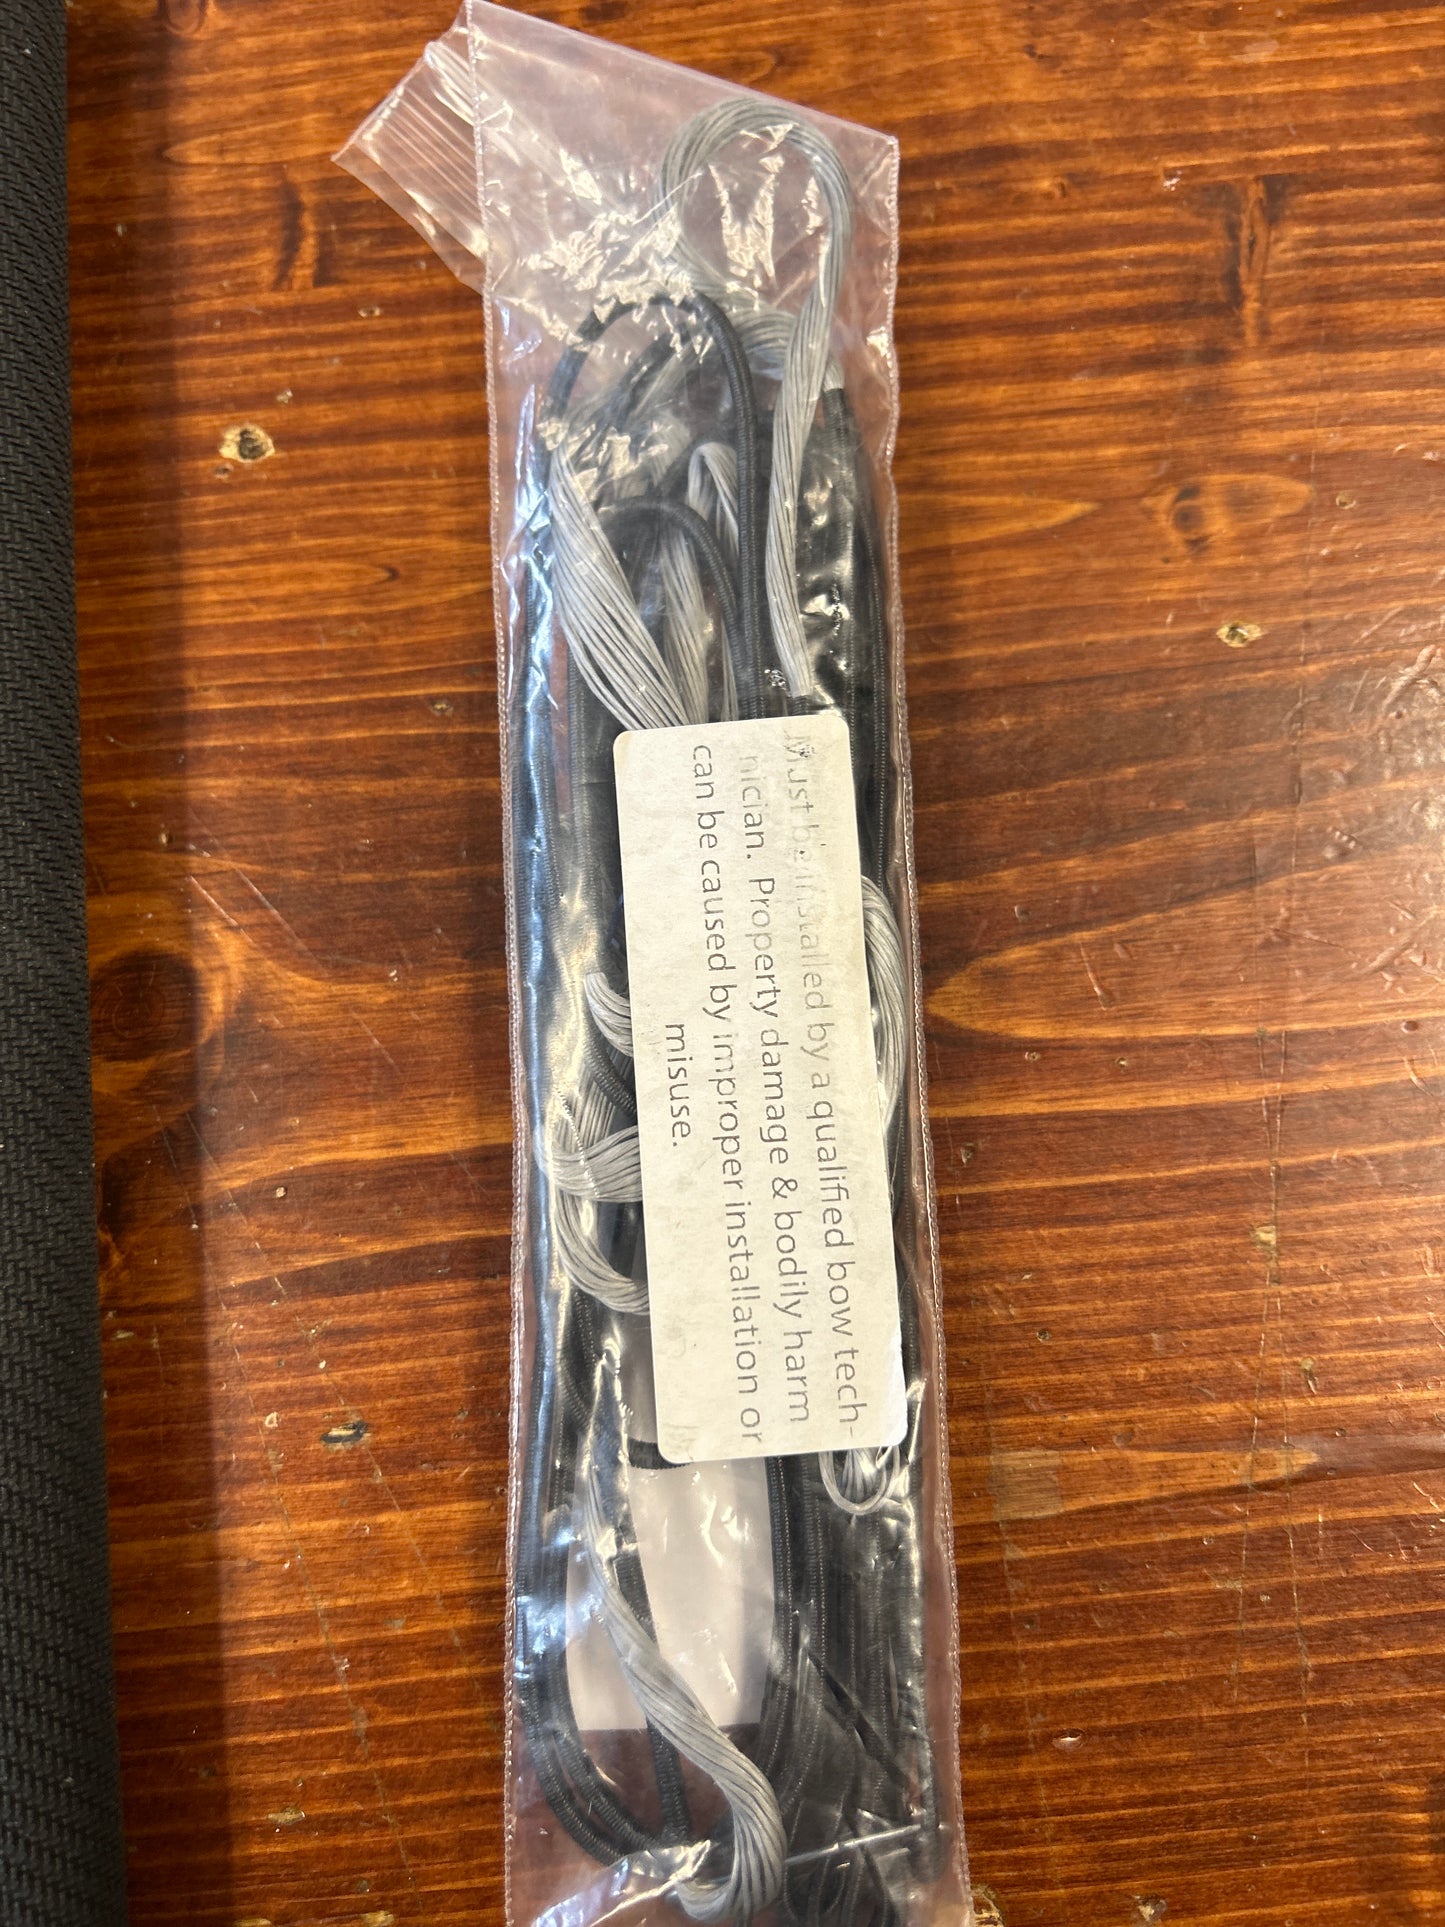 Must be installed by a qualified bow tech-
nician. Property damage & bodily harm
can be caused by improper installation or
misuse.